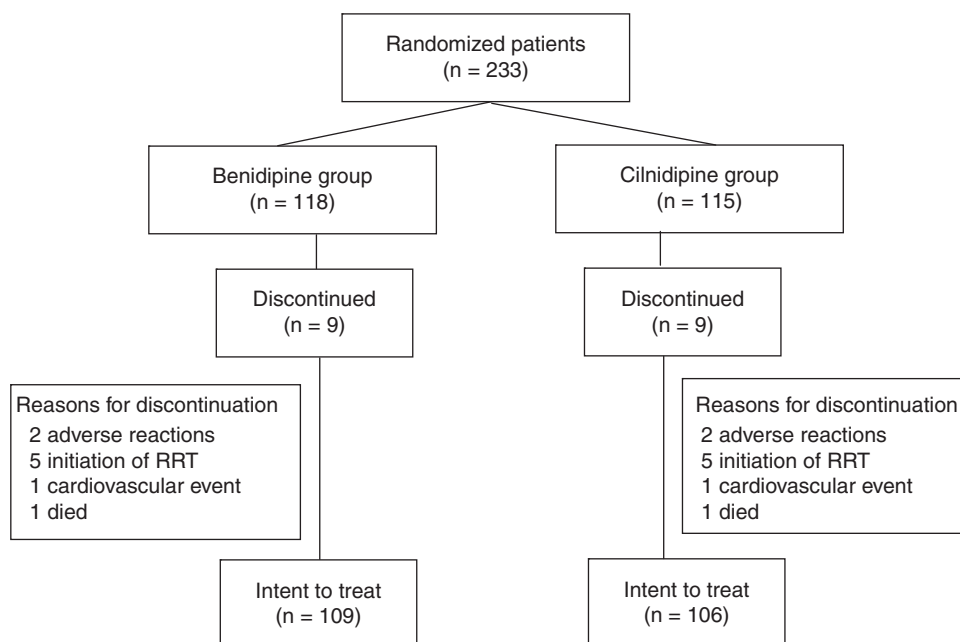 Randomized patients
(n = 233)
Benidipine group
(n = 118)
Cilnidipine group
(n = 115)
Discontinued
(n = 9)
Discontinued
(n = 9)
Reasons for discontinuation
2 adverse reactions
5 initiation of RRT
1 cardiovascular event
1 died
Reasons for discontinuation
2 adverse reactions
5 initiation of RRT
1 cardiovascular event
1 died
Intent to treat
(n = 109)
Intent to treat
(n = 106)